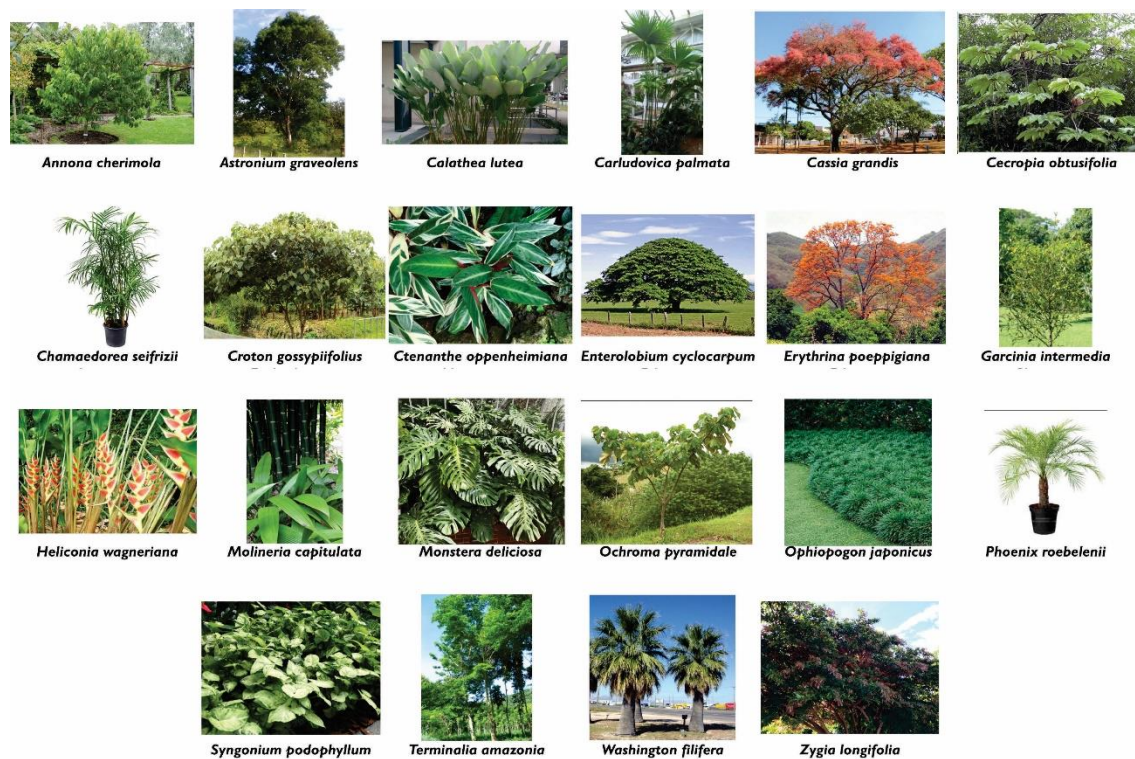 Annona cherimola
Astronium graveolens
Calathea lutea
Carludovica palmata
Cassia grandis
Cecropia obtusifolia
Chamaedorea seifrizii
Croton gossypiifolius
Ctenanthe oppenheimiana
Enterolobium cyclocarpum
Erythrina poeppigiana
Garcinia intermedia
Heliconia wagneriana
Molineria capitulata
Monstera deliciosa
Ochroma pyramidale
Ophiopogon japonicus
Phoenix roebelenii
Syngonium podophyllum
Terminalia amazonia
Washington filifera
Zygia longifolia